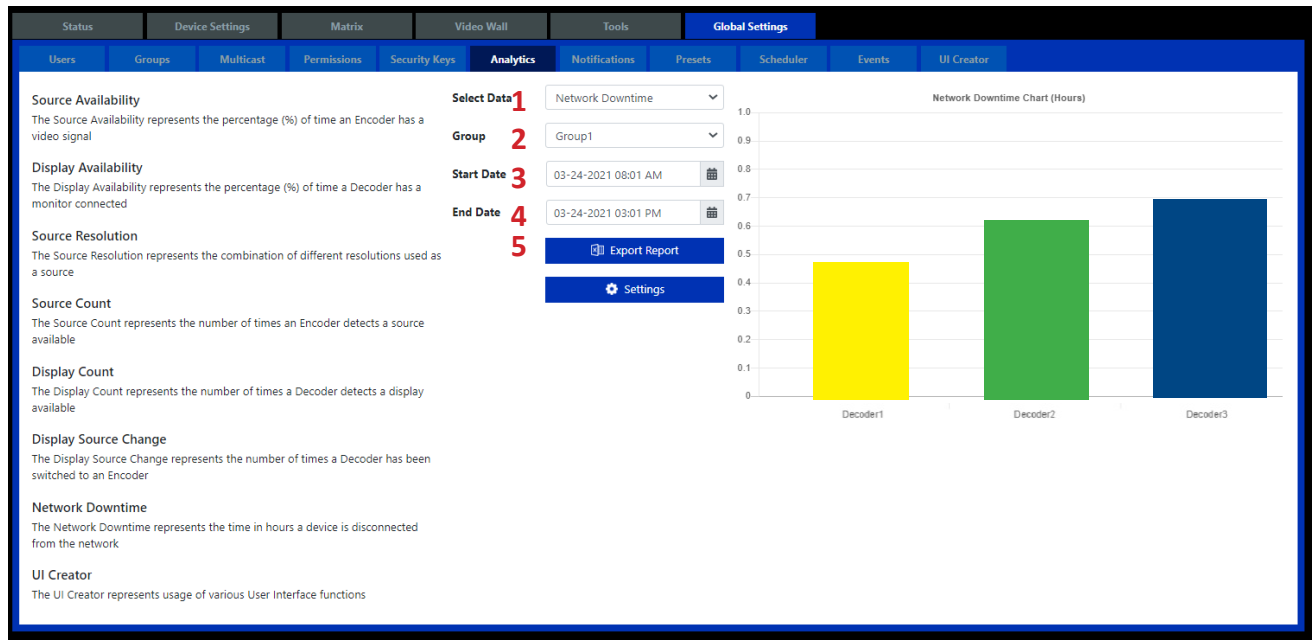 Status Device Settings Matrix Video Wall Tools Global Settings
Users Groups Multicast Permissions Security Keys Analytics Notifications Presets Scheduler Events UI Creator
Source Availability
The Source Availability represents the percentage (%) of time an Encoder has a
video signal
Display Availability
The Display Availability represents the percentage (%) of time a Decoder has a
monitor connected
Source Resolution
The Source Resolution represents the combination of different resolutions used as
a source
Source Count
The Source Count represents the number of times an Encoder detects a source
available
Display Count
The Display Count represents the number of times a Decoder detects a display
available
Display Source Change
The Display Source Change represents the number of times a Decoder has been
switched to an Encoder
Network Downtime
The Network Downtime represents the time in hours a device is disconnected
from the network
UI Creator
The UI Creator represents usage of various User Interface functions
Select Data 1 Network Downtime
Group 2 Group1
Start Date 3 03-24-2021 08:01 AM
End Date 4 03-24-2021 03:01 PM
5 Export Report
Settings
Network Downtime Chart (Hours)
1.0
0.9
0.8
0.7
0.6
0.5
0.4
0.3
0.2
0.1
0
Decoder1 Decoder2 Decoder3